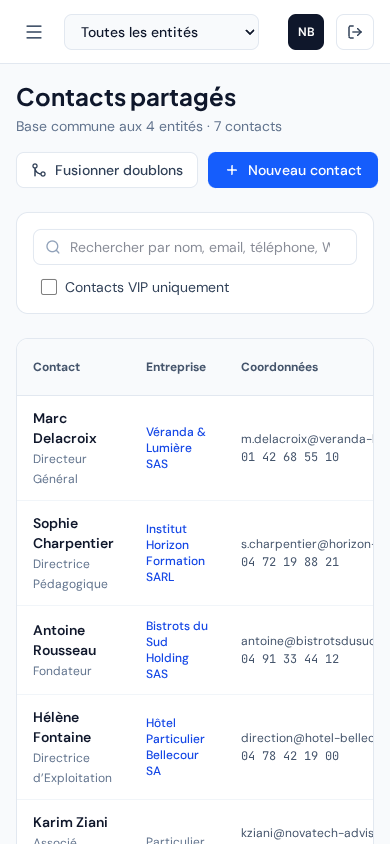 Toutes les entités
NB
Contacts partagés
Base commune aux 4 entités · 7 contacts
Fusionner doublons
Nouveau contact
Rechercher par nom, email, téléphone,
Contacts VIP uniquement
Contact Entreprise Coordonnées
Marc
Delacroix
Directeur
Général
Véranda &
Lumière
SAS
m.delacroix@veranda-
01 42 68 55 10
Sophie
Charpentier
Directrice
Pédagogique
Institut
Horizon
Formation
SARL
s.charpentier@horizon-
04 72 19 88 21
Antoine
Rousseau
Fondateur
Bistrots du
Sud
Holding
SAS
antoine@bistrotsdusud
04 91 33 44 12
Hélène
Fontaine
Directrice
d’Exploitation
Hôtel
Particulier
Bellecour
SA
direction@hotel-bellec
04 78 42 19 00
Karim Ziani
Associé
Particulier
kziani@novatech-advis